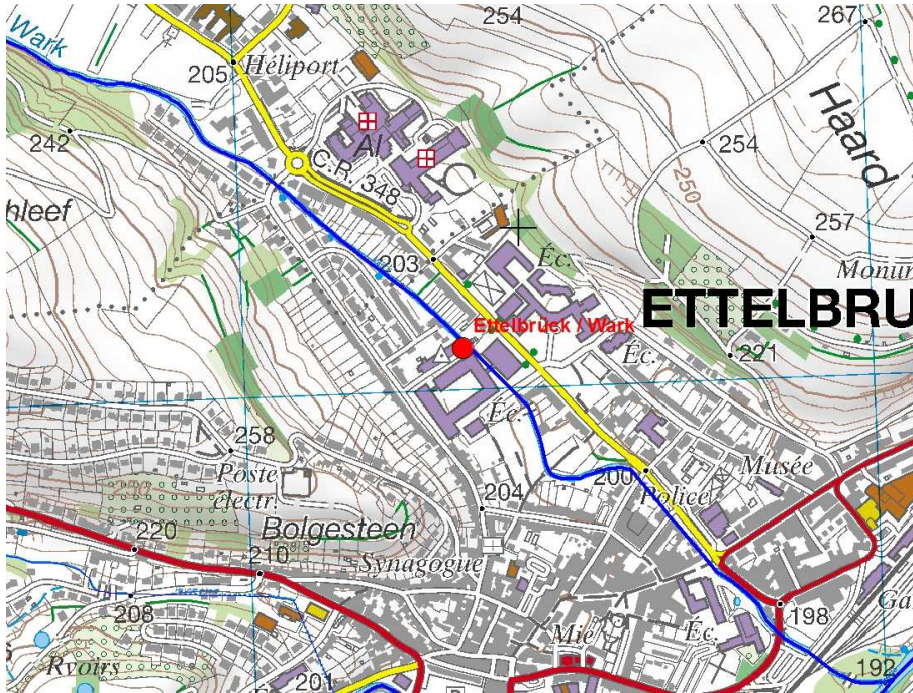 254
267
Wark
205
Héliport
242
Al
254
Haard
C.R. 348
hleef
250
257
203
Éc.
Monur
Ettelbrück / Wark
ETTELBRU
Éc.
221
Éc.
258
Musée
Poste
électr.
200
Police
204
Bolgesteen
220
210
Synagogue
208
198
Ga
Mie
Éc.
Rvoirs
201
192